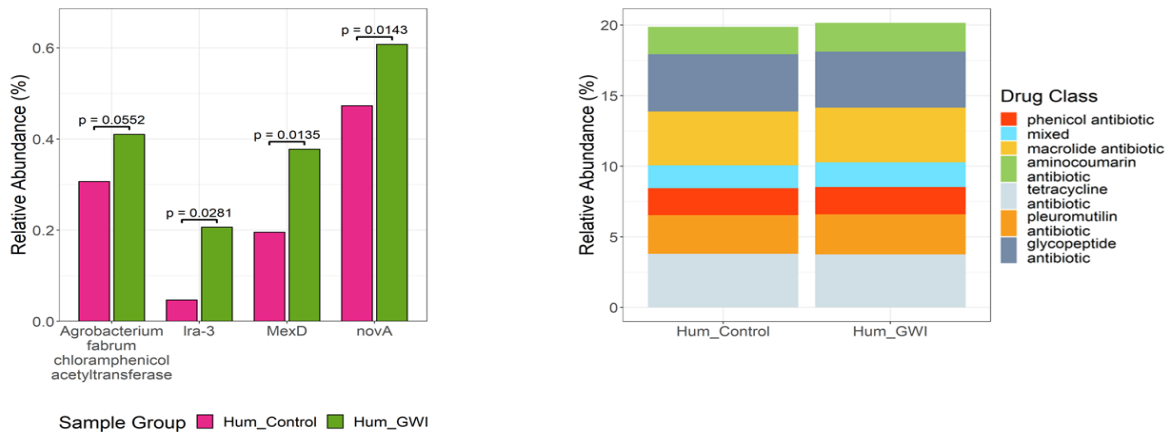 Relative Abundance (%)
0.6
0.4
0.2
0.0
p = 0.0552
p = 0.0281
p = 0.0135
p = 0.0143
Agrobacterium
fabrum
chloramphenicol
acetyltransferase
lra-3
MexD
novA
Sample Group
Hum_Control
Hum_GWI
Relative Abundance (%)
20
15
10
5
0
Hum_Control
Hum_GWI
Drug Class
phenicol antibiotic
mixed
macrolide antibiotic
aminocoumarin
antibiotic
tetracycline
antibiotic
pleuromutilin
antibiotic
glycopeptide
antibiotic